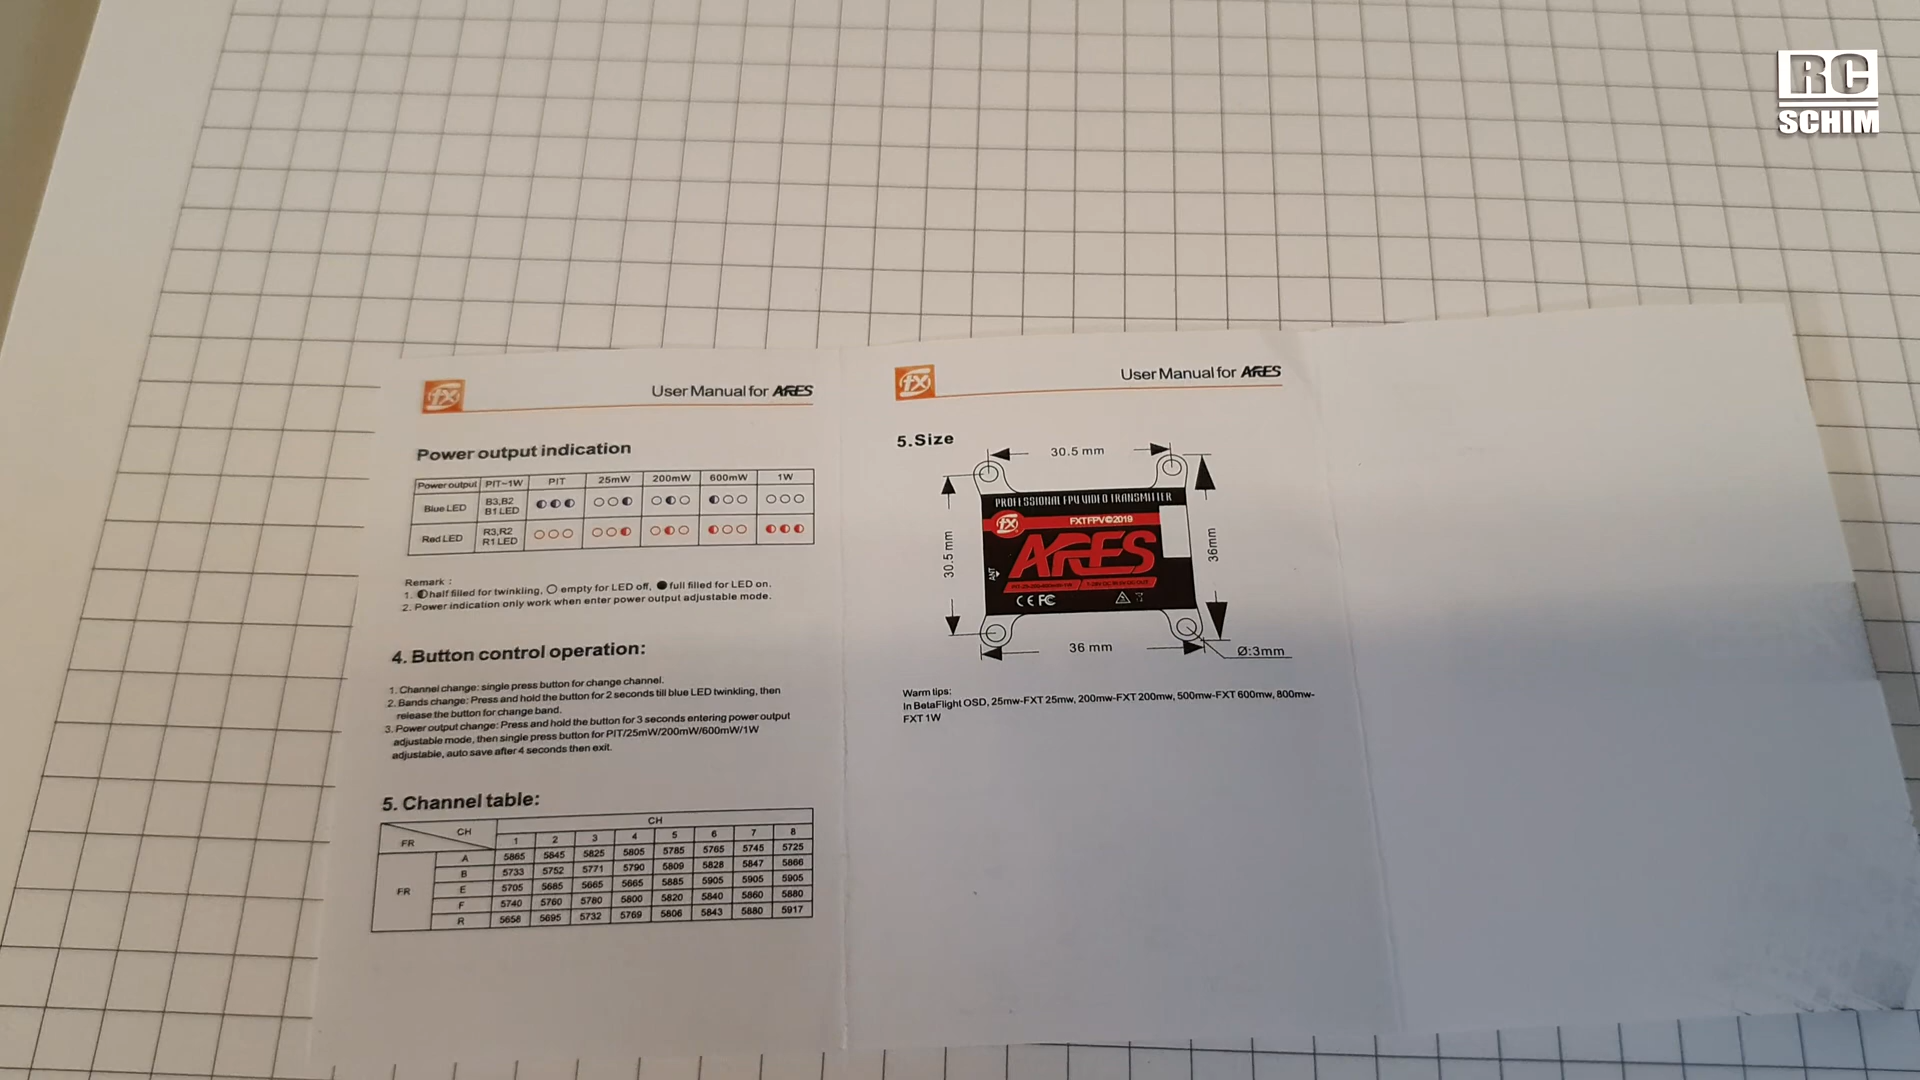 RC
SCHIM
fx
User Manual for ARES
Power output indication
Power output PIT~1W PIT 25mW 200mW 600mW 1W
Blue LED B3,B2 B1 LED
Red LED R3,R2 R1 LED
Remark :
1. half filled for twinkling, empty for LED off, full filled for LED on.
2. Power indication only work when enter power output adjustable mode.
4. Button control operation:
1. Channel change: single press button for change channel.
2. Bands change: Press and hold the button for 2 seconds till blue LED twinkling, then
release the button for change band.
3. Power output change: Press and hold the button for 3 seconds entering power output
adjustable mode, then single press button for PIT/25mW/200mW/600mW/1W
adjustable, auto save after 4 seconds then exit.
5. Channel table:
CH CH
FR 1 2 3 4 5 6 7 8
FR
A 5865 5845 5825 5805 5785 5765 5745 5725
B 5733 5752 5771 5790 5809 5828 5847 5866
E 5705 5685 5665 5665 5885 5905 5905 5905
F 5740 5760 5780 5800 5820 5840 5860 5880
R 5658 5695 5732 5769 5806 5843 5880 5917
fx
User Manual for ARES
5.Size
30.5 mm
30.5 mm
PROFESSIONAL FPV VIDEO TRANSMITTER
fx
FXT FPV©2019
ARES
ANT
CE FC
36mm
36 mm
Ø:3mm
Warm tips:
In BetaFlight OSD, 25mw-FXT 25mw, 200mw-FXT 200mw, 500mw-FXT 600mw, 800mw-
FXT 1W